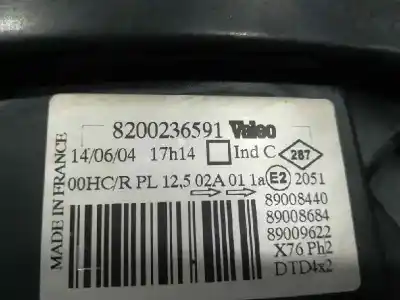 8200236591 Valeo
14/06/04 17h14 Ind C 287
00HC/R PL 12,5 02A 01 1a E2 2051
89008440
89008684
89009622
X76 Ph2
DTD4x2
MADE IN FRANCE